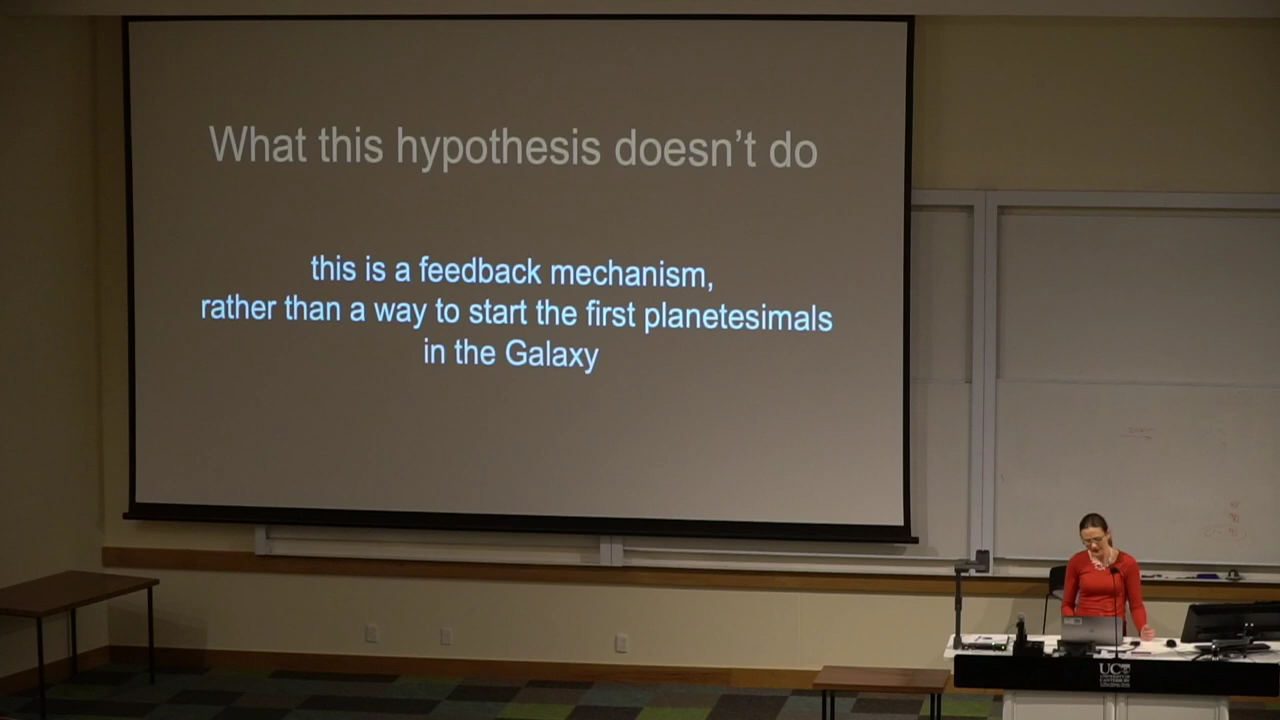 What this hypothesis doesn't do
this is a feedback mechanism,
rather than a way to start the first planetesimals
in the Galaxy
UC